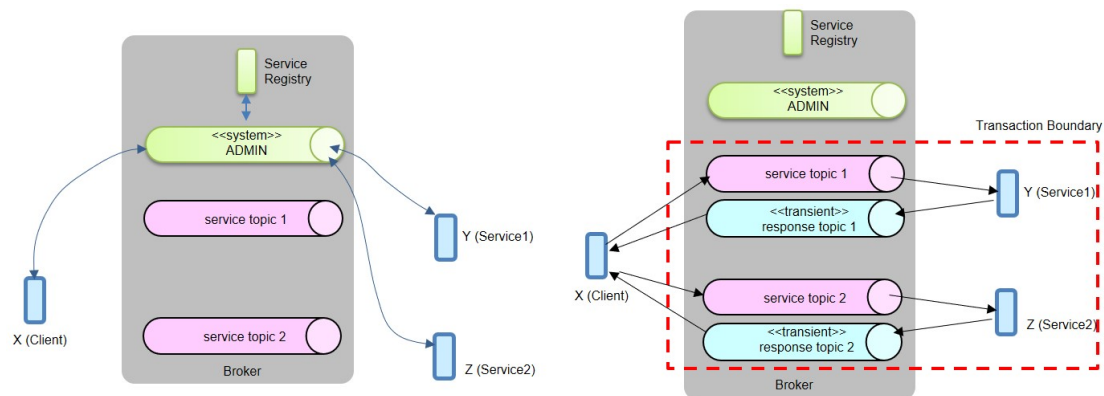 Service
Registry
<<system>>
ADMIN
service topic 1
Y (Service1)
X (Client)
service topic 2
Z (Service2)
Broker
Service
Registry
<<system>>
ADMIN
Transaction Boundary
service topic 1
Y (Service1)
<<transient>>
response topic 1
X (Client)
service topic 2
Z (Service2)
<<transient>>
response topic 2
Broker